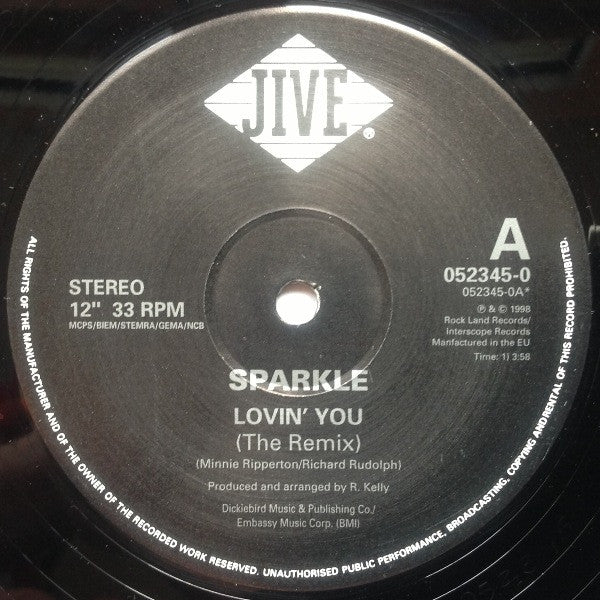 JIVE®
A
STEREO
12" 33 RPM
MCPS/BIEM/STEMRA/GEMA/NCB
052345-0
052345-0A*
℗ & © 1998
Rock Land Records/
Interscope Records
Manfactured in the EU
Time: 1) 3:58
SPARKLE
LOVIN' YOU
(The Remix)
(Minnie Ripperton/Richard Rudolph)
Produced and arranged by R. Kelly
Dickiebird Music & Publishing Co./
Embassy Music Corp. (BMI)
ALL RIGHTS OF THE MANUFACTURER AND OF THE OWNER OF THE RECORDED WORK RESERVED. UNAUTHORISED PUBLIC PERFORMANCE, BROADCASTING, COPYING AND RENTAL OF THIS RECORD PROHIBITED.